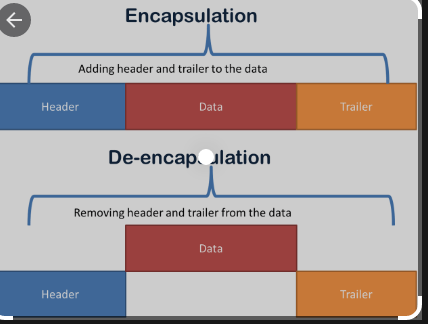 Encapsulation
Adding header and trailer to the data
Header Data Trailer
De-encapsulation
Removing header and trailer from the data
Data
Header Trailer